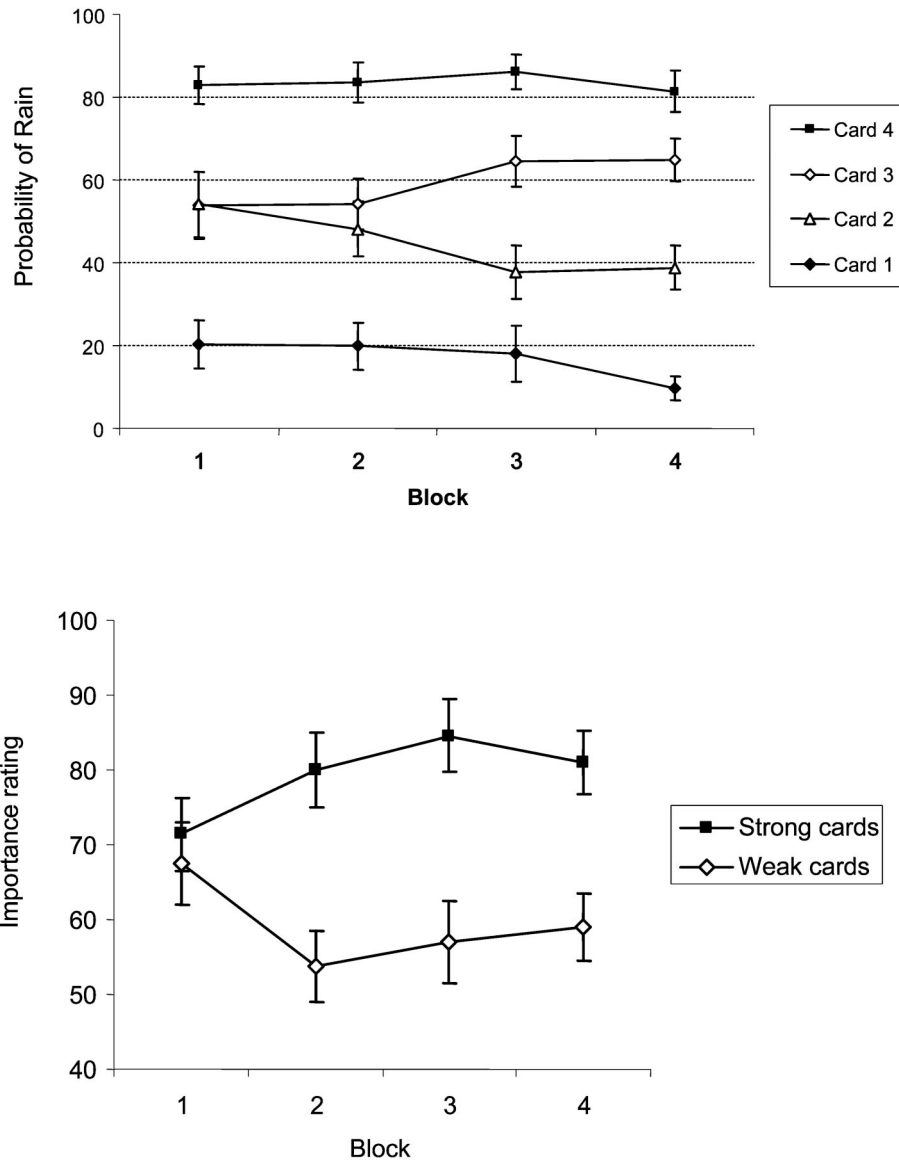 100
80
60
40
20
0
Probability of Rain
1 2 3 4
Block
Card 4
Card 3
Card 2
Card 1
100
90
80
70
60
50
40
Importance rating
1 2 3 4
Block
Strong cards
Weak cards